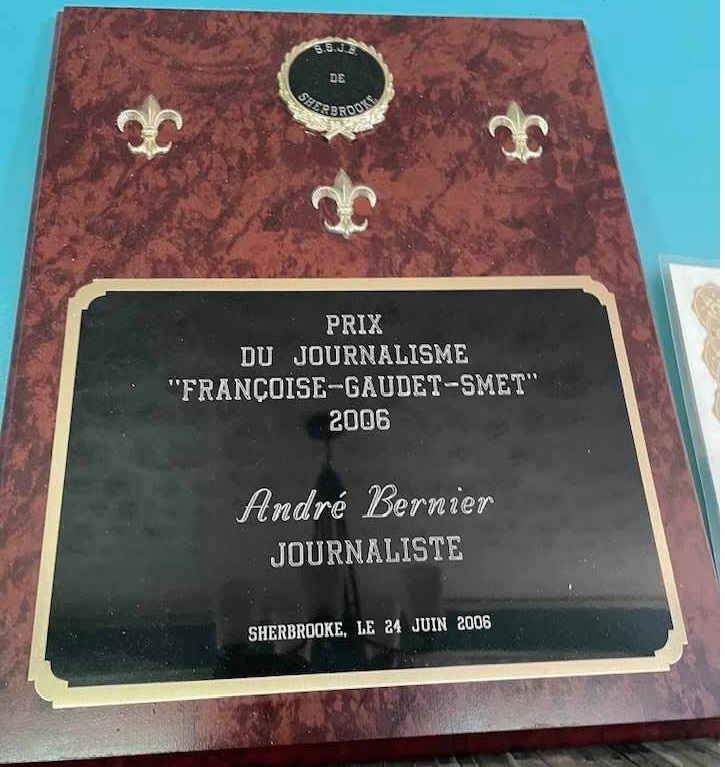 S.S.J.B.
DE
SHERBROOKE
PRIX
DU JOURNALISME
"FRANÇOISE-GAUDET-SMET"
2006
André Bernier
JOURNALISTE
SHERBROOKE, LE 24 JUIN 2006